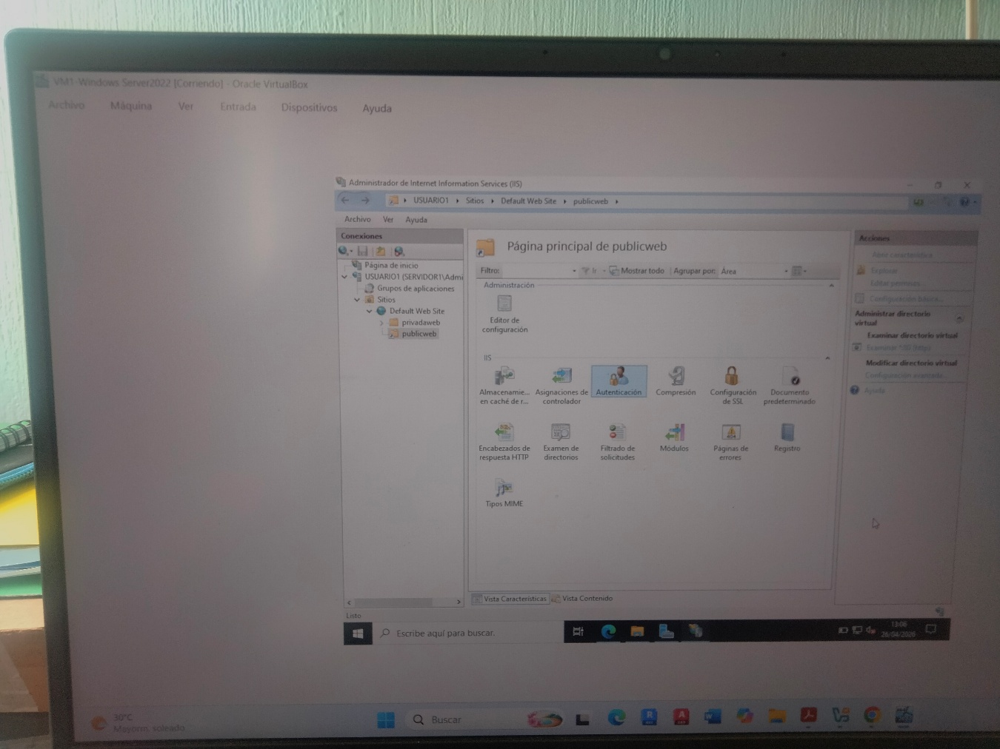 VM1-Windows Server2022 [Corriendo] - Oracle VirtualBox
Archivo Máquina Ver Entrada Dispositivos Ayuda
Administrador de Internet Information Services (IIS)
USUARIO1 Sitios Default Web Site publicweb
Archivo Ver Ayuda
Conexiones
Página de inicio
USUARIO1 (SERVIDOR1\Admi
Grupos de aplicaciones
Sitios
Default Web Site
privadaweb
publicweb
Página principal de publicweb
Filtro: Ir Mostrar todo Agrupar por: Área
Administración
Editor de
configuración
IIS
Almacenamie...
en caché de r...
Asignaciones de
controlador
Autenticación
Compresión
Configuración
de SSL
Documento
predeterminado
Encabezados de
respuesta HTTP
Examen de
directorios
Filtrado de
solicitudes
Módulos
Páginas de
errores
Registro
Tipos MIME
Vista Características Vista Contenido
Acciones
Abrir característica
Explorar
Editar permisos...
Configuración básica...
Administrar directorio
virtual
Examinar directorio virtual
Examinar *:80 (http)
Modificar directorio virtual
Configuración avanzada...
Ayuda
Listo
Escribe aquí para buscar.
13:06
26/04/2026
30°C
Mayorm. soleado
Buscar